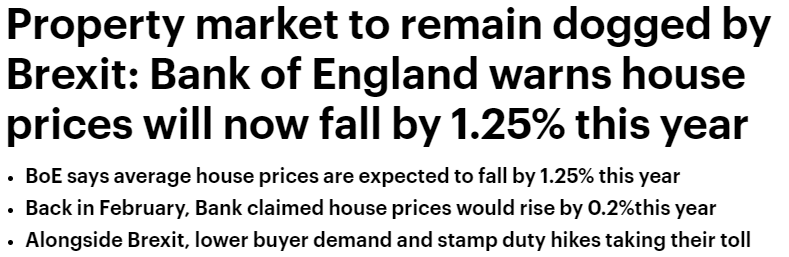 Property market to remain dogged by
Brexit: Bank of England warns house
prices will now fall by 1.25% this year
• BoE says average house prices are expected to fall by 1.25% this year
• Back in February, Bank claimed house prices would rise by 0.2%this year
• Alongside Brexit, lower buyer demand and stamp duty hikes taking their toll